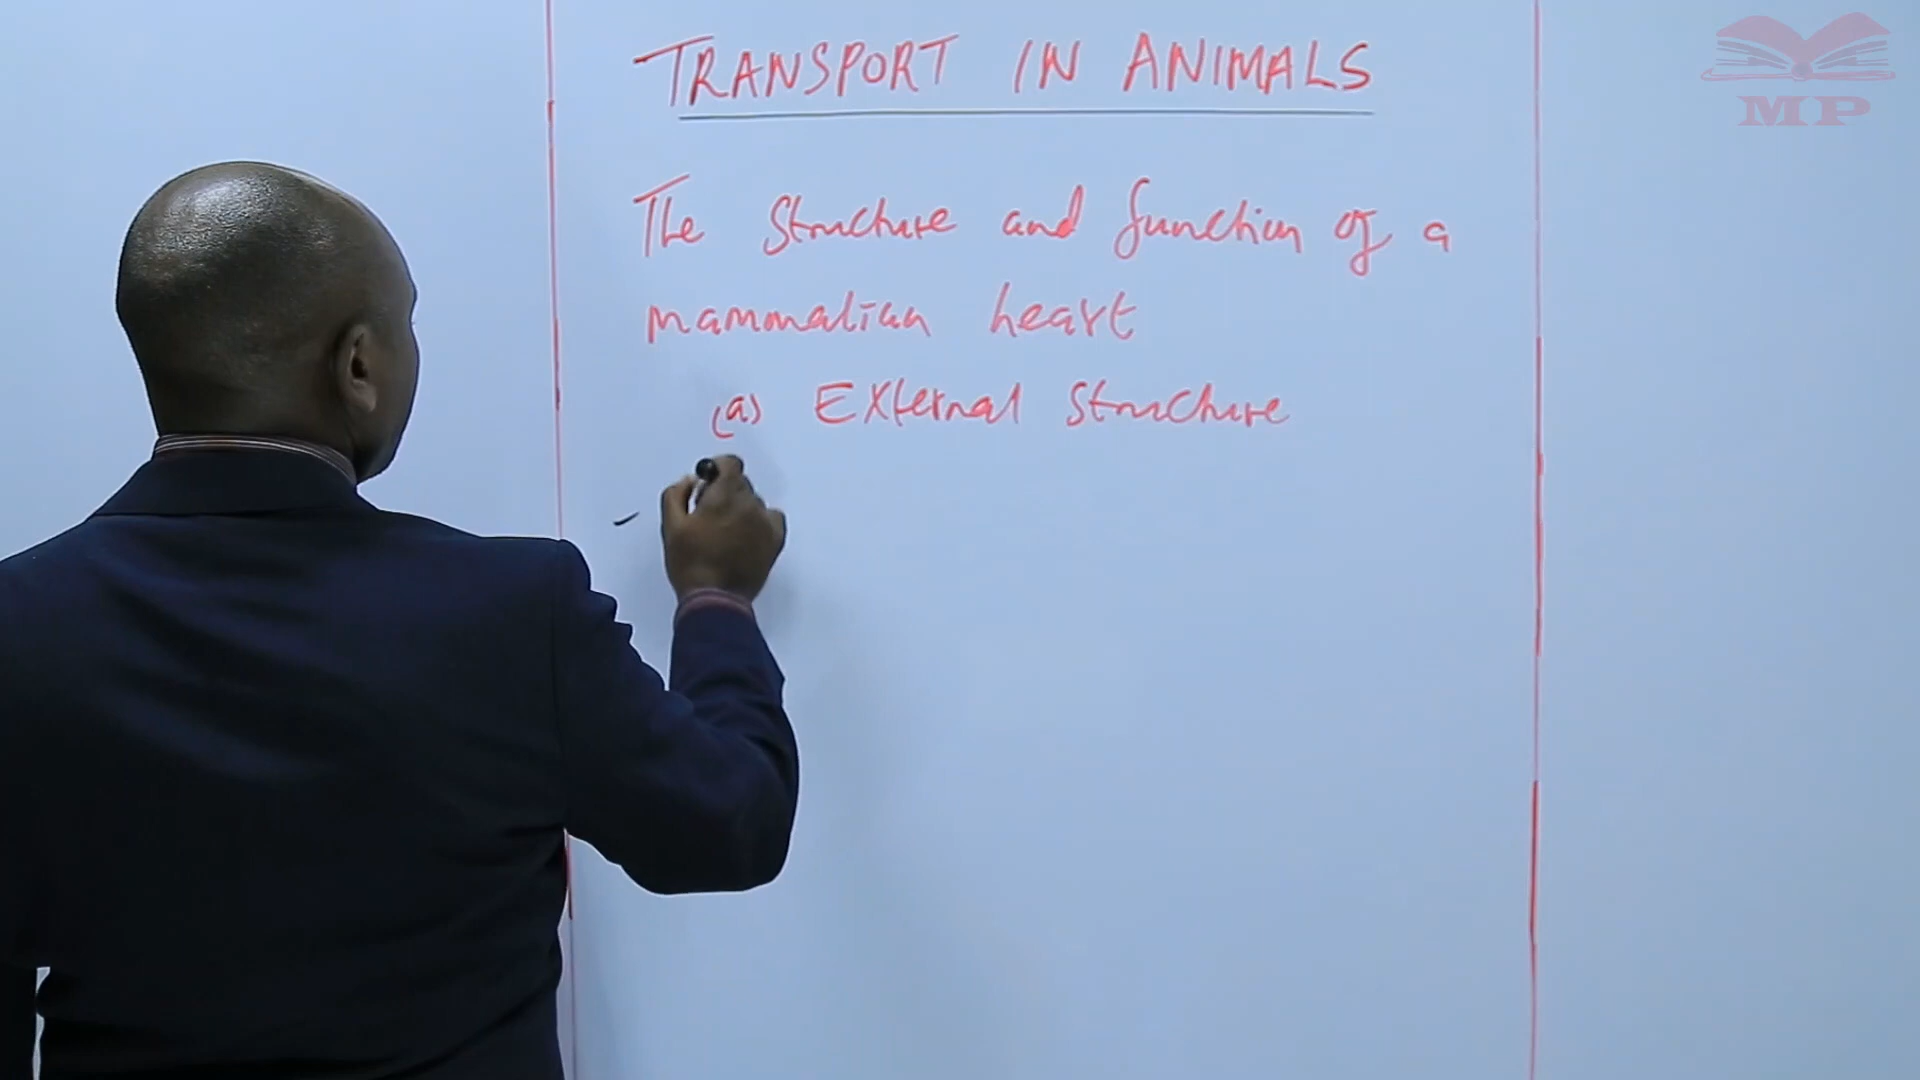 TRANSPORT IN ANIMALS
The structure and function of a
mammalian heart
(a) External structure
MP